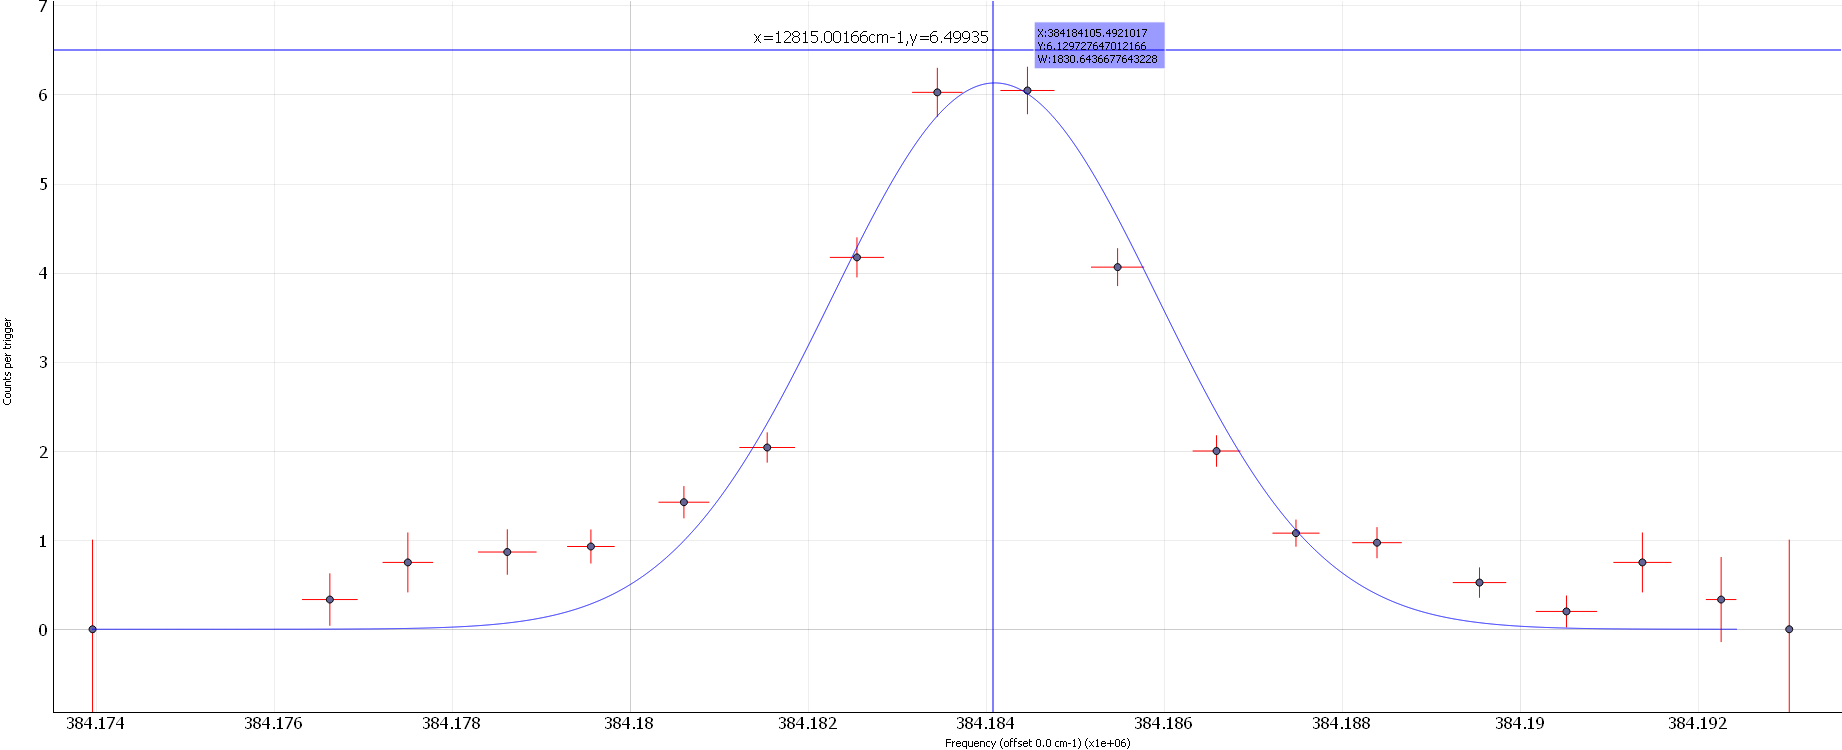 7
x=12815.00166cm-1,y=6.49935
X:384184105.4921017
Y:6.129727647012166
W:1830.6436677643228
6
5
4
Counts per trigger
3
2
1
0
384.174 384.176 384.178 384.18 384.182 384.184 384.186 384.188 384.19 384.192
Frequency (offset 0.0 cm-1) (x1e+06)